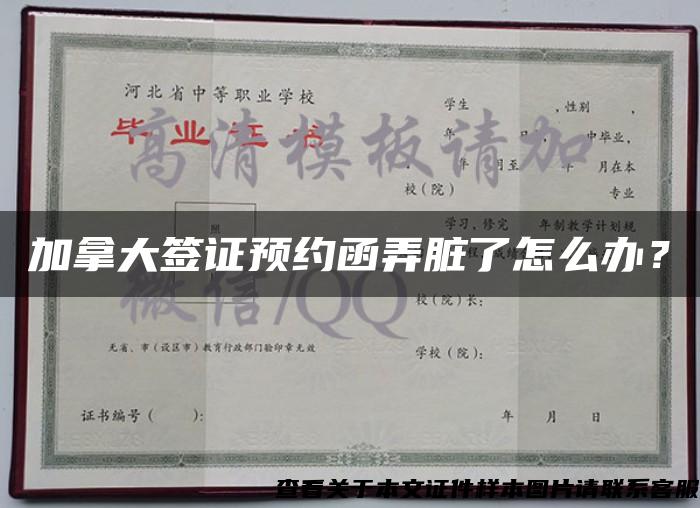 河北省中等职业学校
毕业证书
学生 ,性别 ,
年 日, 中毕业,
年 月至 年 月在本
校(院) 专业
高清模板请加
照
学习,修完 年制教学计划规
加拿大签证预约函弄脏了怎么办？
微信/QQ
校(院)长:
无省、市(设区市)教育行政部门验印章无效
学校(院):
证书编号( ):
年 月 日
查看关于本文证件样本图片请联系客服